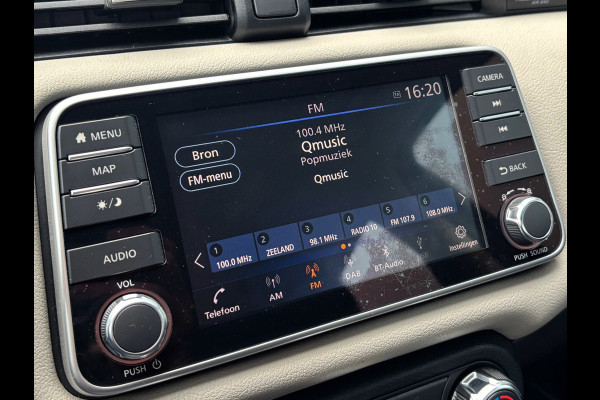 MENU
MAP
AUDIO
VOL
PUSH
FM
16:20
100.4 MHz
Qmusic
Popmuziek
Qmusic
Bron
FM-menu
1 2 3 4 5 6
100.0 MHz ZEELAND 98.1 MHz RADIO 10 FM 107.9 108.0 MHz
Telefoon AM FM DAB BT-Audio Instellingen
CAMERA
BACK
PUSH SOUND